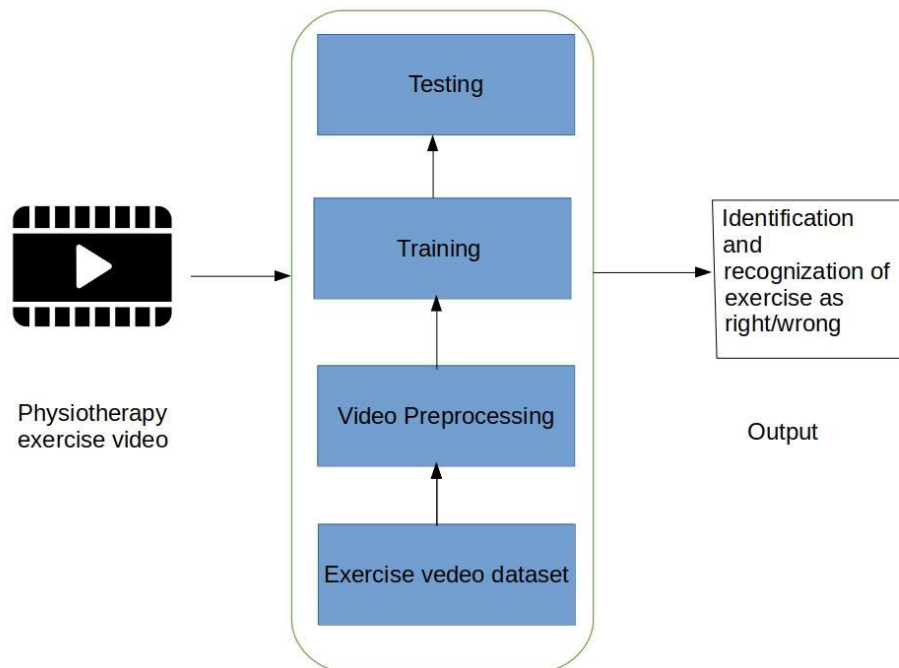 Testing
Training
Video Preprocessing
Exercise vedeo dataset
Physiotherapy
exercise video
Identification
and
recognization of
exercise as
right/wrong
Output